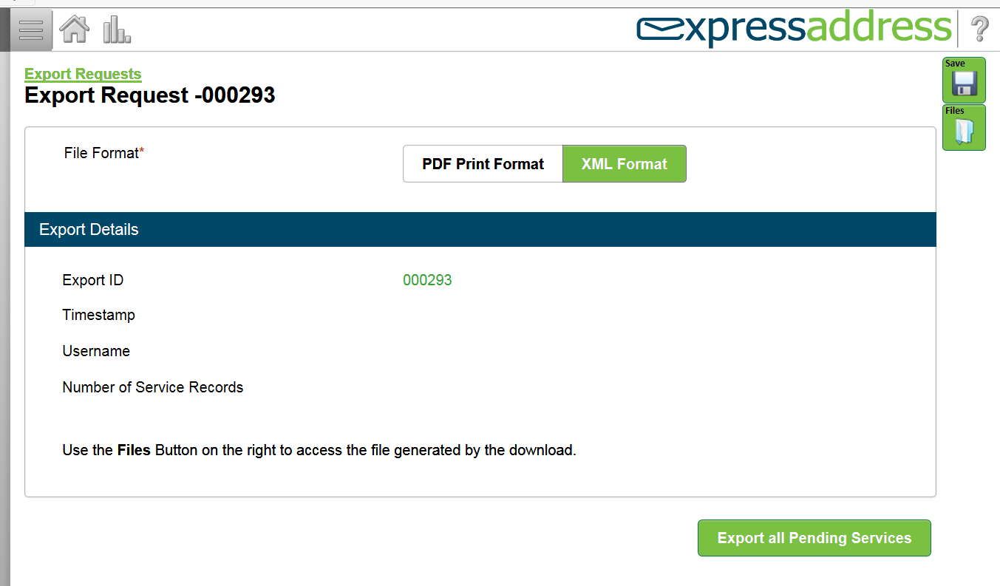 expressaddress
Save
Files
Export Requests
Export Request -000293
File Format*
PDF Print Format
XML Format
Export Details
Export ID
000293
Timestamp
Username
Number of Service Records
Use the Files Button on the right to access the file generated by the download.
Export all Pending Services